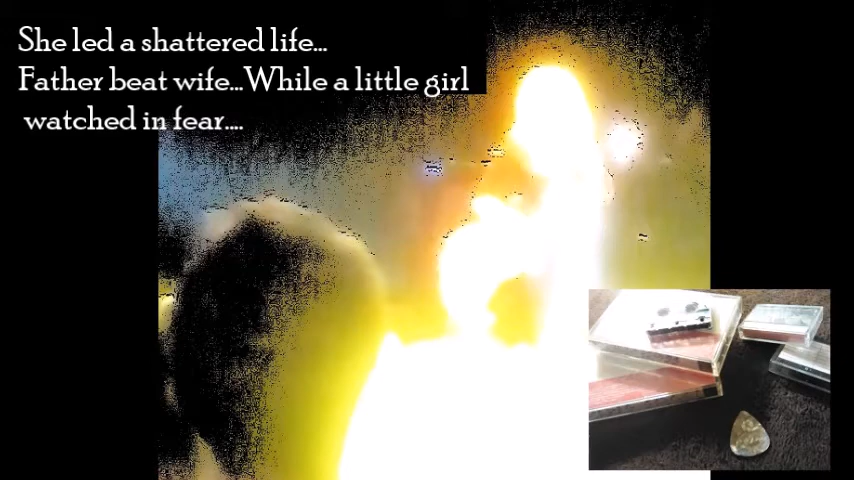 She led a shattered life...
Father beat wife...While a little girl
watched in fear....